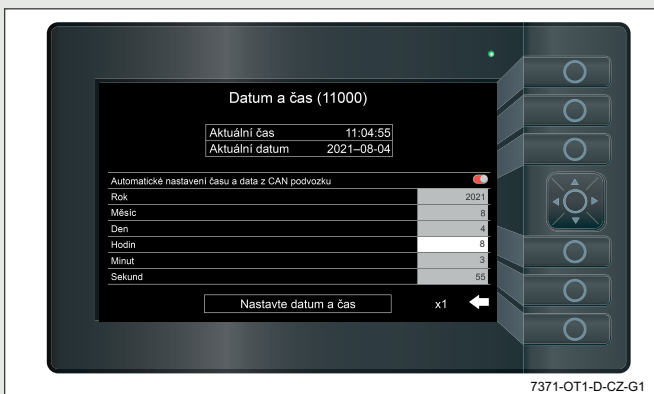 Datum a čas (11000)
Aktuální čas 11:04:55
Aktuální datum 2021–08-04
Automatické nastavení času a data z CAN podvozku
Rok 2021
Měsíc 8
Den 4
Hodin 8
Minut 3
Sekund 55
Nastavte datum a čas x1
7371-OT1-D-CZ-G1